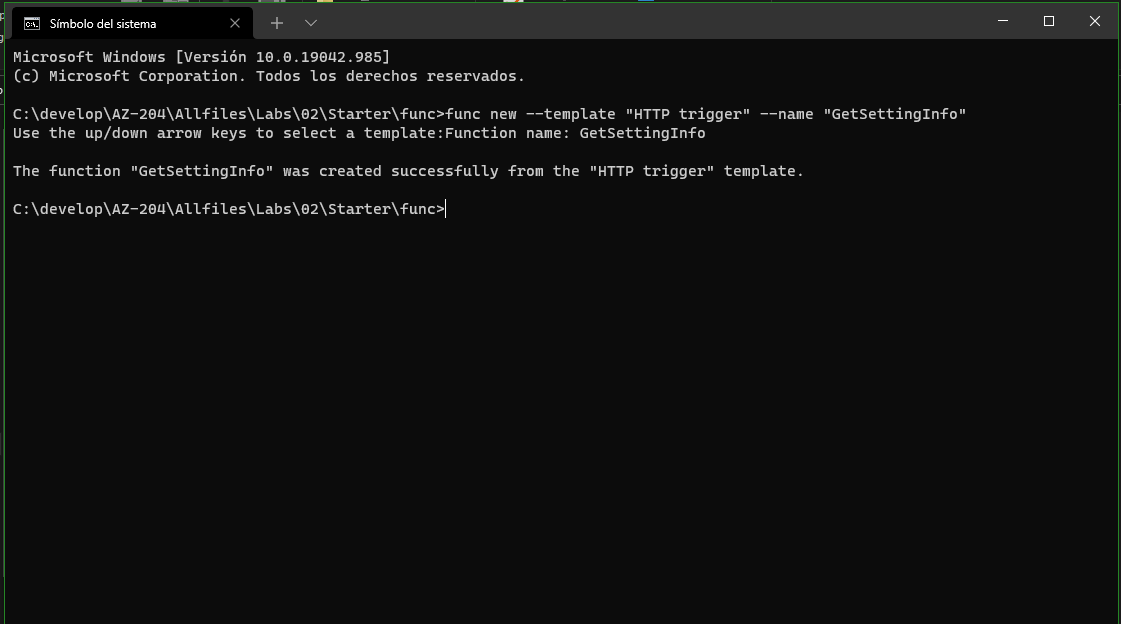 Símbolo del sistema
Microsoft Windows [Versión 10.0.19042.985]
(c) Microsoft Corporation. Todos los derechos reservados.
C:\develop\AZ-204\Allfiles\Labs\02\Starter\func>func new --template "HTTP trigger" --name "GetSettingInfo"
Use the up/down arrow keys to select a template:Function name: GetSettingInfo
The function "GetSettingInfo" was created successfully from the "HTTP trigger" template.
C:\develop\AZ-204\Allfiles\Labs\02\Starter\func>